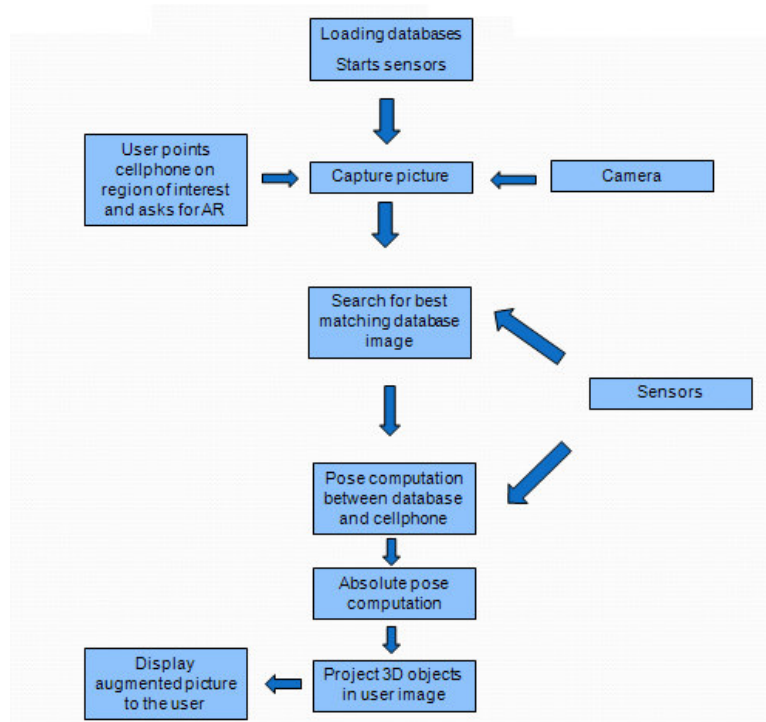 Loading databases
Starts sensors
User points
cellphone on
region of interest
and asks for AR
Capture picture
Camera
Search for best
matching database
image
Sensors
Pose computation
between database
and cellphone
Absolute pose
computation
Display
augmented picture
to the user
Project 3D objects
in user image